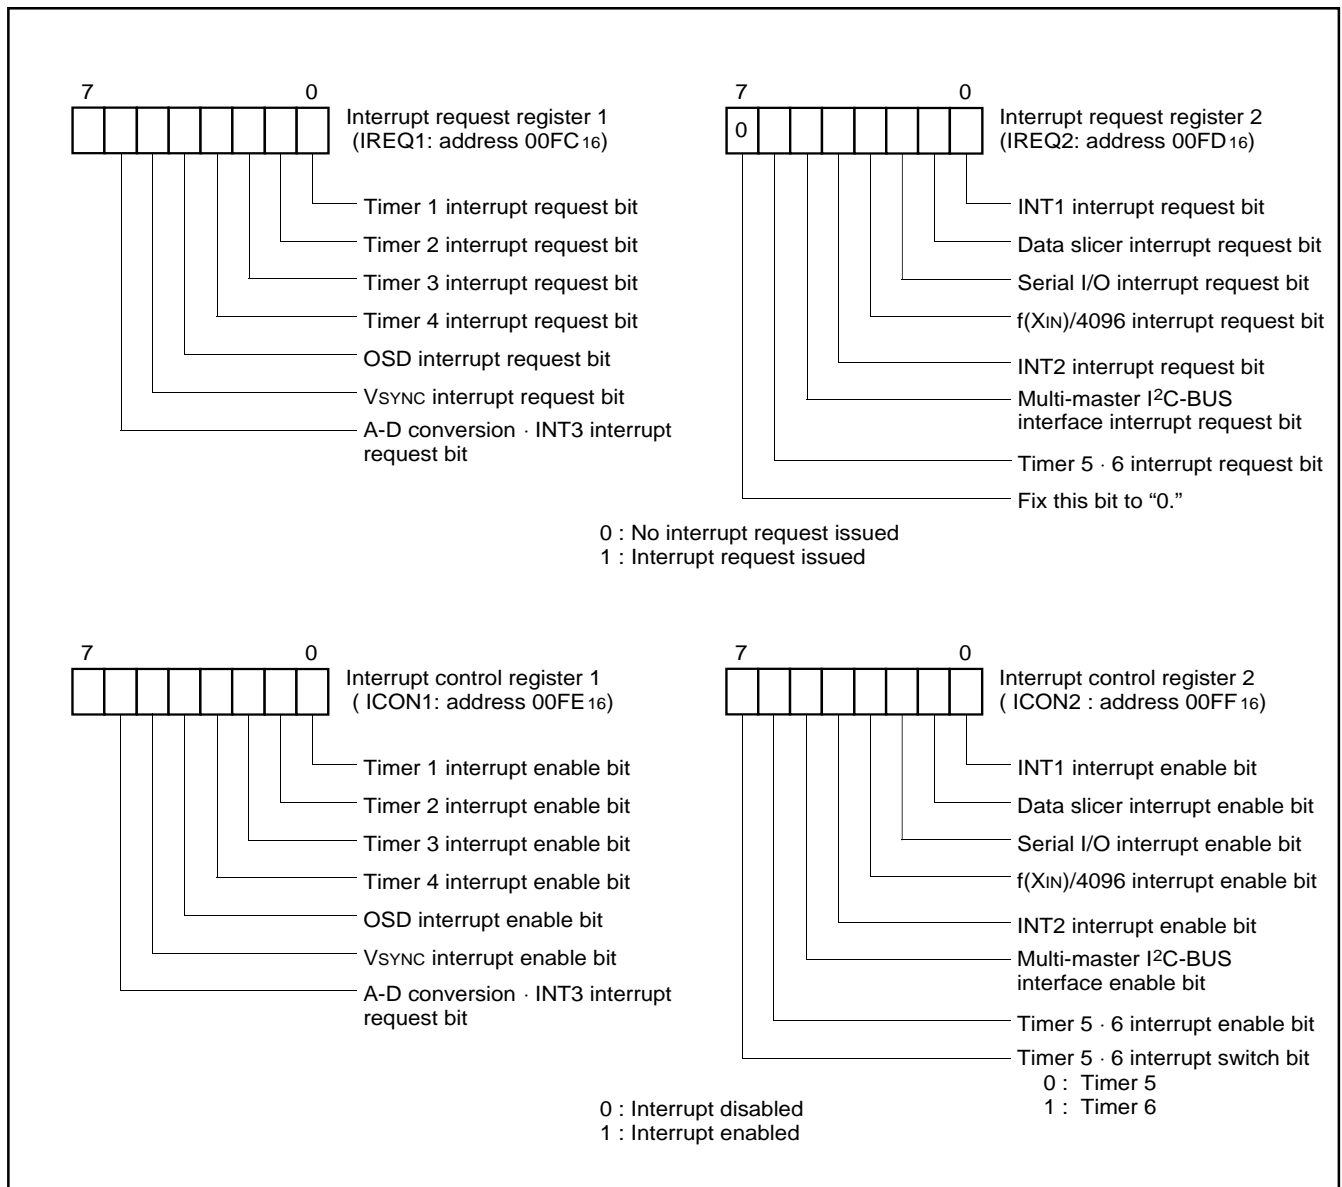 7 0
Interrupt request register 1
(IREQ1: address 00FC16)
Timer 1 interrupt request bit
Timer 2 interrupt request bit
Timer 3 interrupt request bit
Timer 4 interrupt request bit
OSD interrupt request bit
VSYNC interrupt request bit
A-D conversion · INT3 interrupt
request bit
7 0
0
Interrupt request register 2
(IREQ2: address 00FD16)
INT1 interrupt request bit
Data slicer interrupt request bit
Serial I/O interrupt request bit
f(XIN)/4096 interrupt request bit
INT2 interrupt request bit
Multi-master I2C-BUS
interface interrupt request bit
Timer 5 · 6 interrupt request bit
Fix this bit to “0.”
0 : No interrupt request issued
1 : Interrupt request issued
7 0
Interrupt control register 1
( ICON1: address 00FE16)
Timer 1 interrupt enable bit
Timer 2 interrupt enable bit
Timer 3 interrupt enable bit
Timer 4 interrupt enable bit
OSD interrupt enable bit
VSYNC interrupt enable bit
A-D conversion · INT3 interrupt
request bit
7 0
Interrupt control register 2
( ICON2 : address 00FF16)
INT1 interrupt enable bit
Data slicer interrupt enable bit
Serial I/O interrupt enable bit
f(XIN)/4096 interrupt enable bit
INT2 interrupt enable bit
Multi-master I2C-BUS
interface enable bit
Timer 5 · 6 interrupt enable bit
Timer 5 · 6 interrupt switch bit
0 : Timer 5
1 : Timer 6
0 : Interrupt disabled
1 : Interrupt enabled